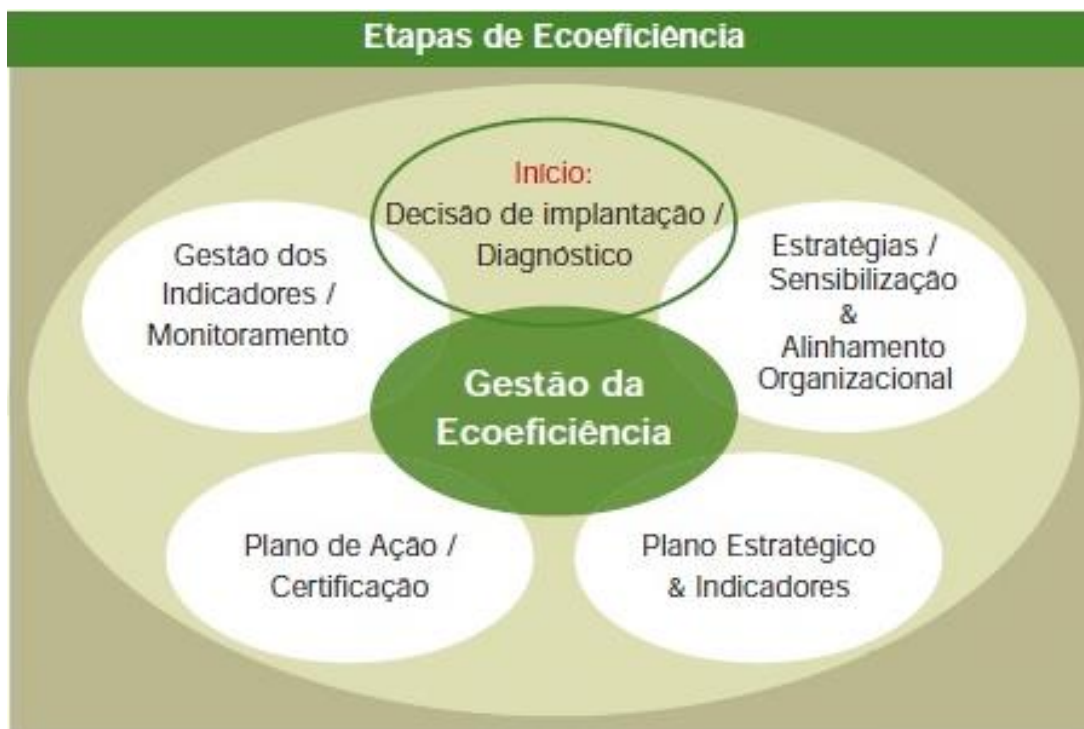 Etapas de Ecoeficiência
Início:
Decisão de implantação /
Diagnóstico
Estratégias /
Sensibilização
&
Alinhamento
Organizacional
Plano Estratégico
& Indicadores
Plano de Ação /
Certificação
Gestão dos
Indicadores /
Monitoramento
Gestão da
Ecoeficiência